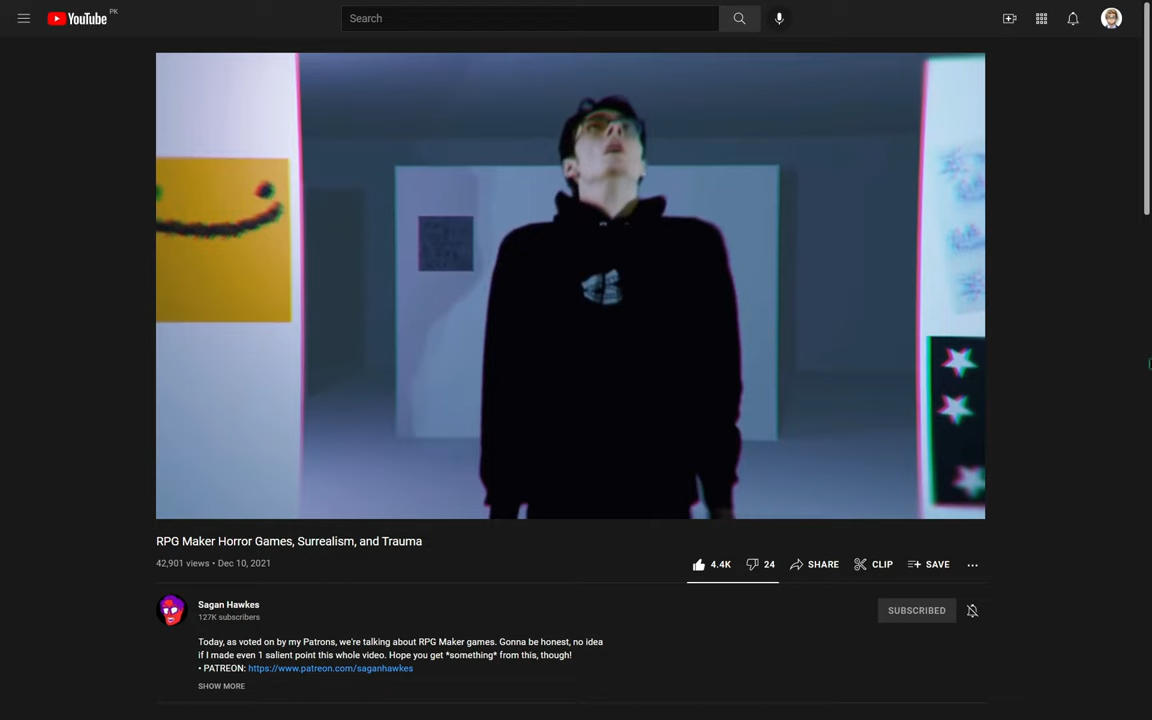 YouTube PK
Search
RPG Maker Horror Games, Surrealism, and Trauma
42,901 views • Dec 10, 2021
4.4K
24
SHARE
CLIP
SAVE
Sagan Hawkes
127K subscribers
SUBSCRIBED
Today, as voted on by my Patrons, we're talking about RPG Maker games. Gonna be honest, no idea
if I made even 1 salient point this whole video. Hope you get *something* from this, though!
• PATREON: https://www.patreon.com/saganhawkes
SHOW MORE